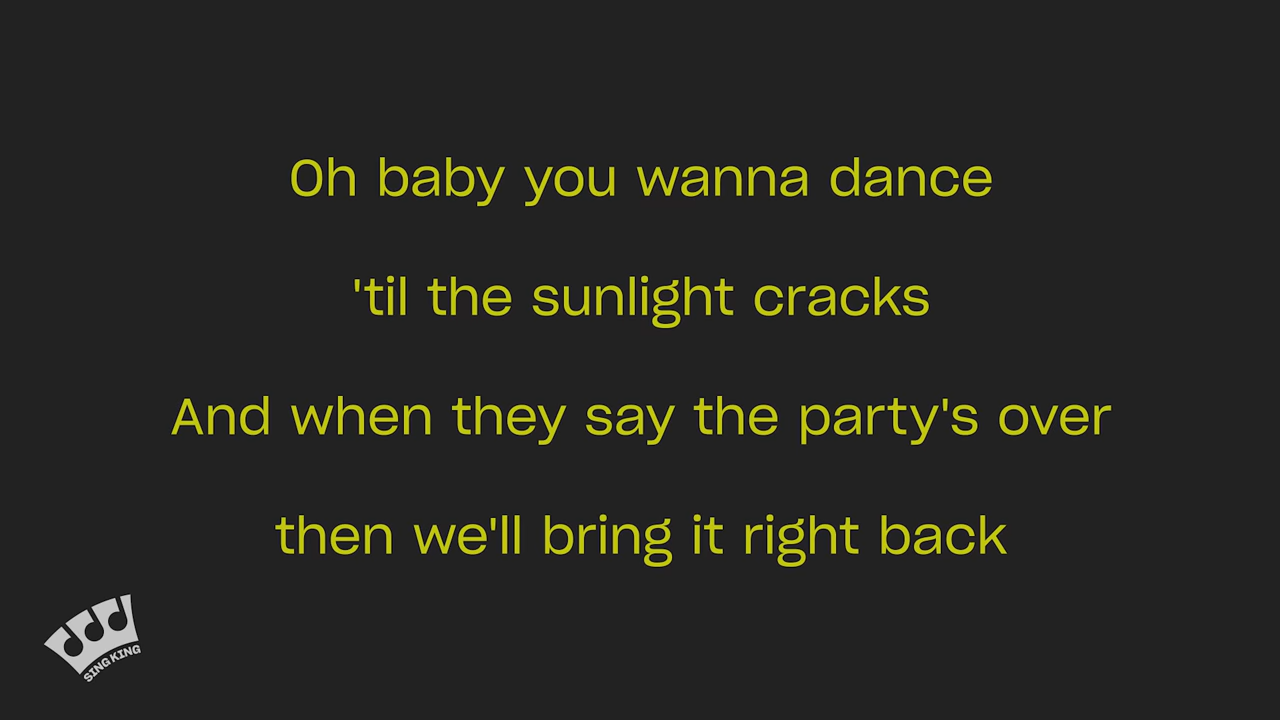 Oh baby you wanna dance
'til the sunlight cracks
And when they say the party's over
then we'll bring it right back
SING KING